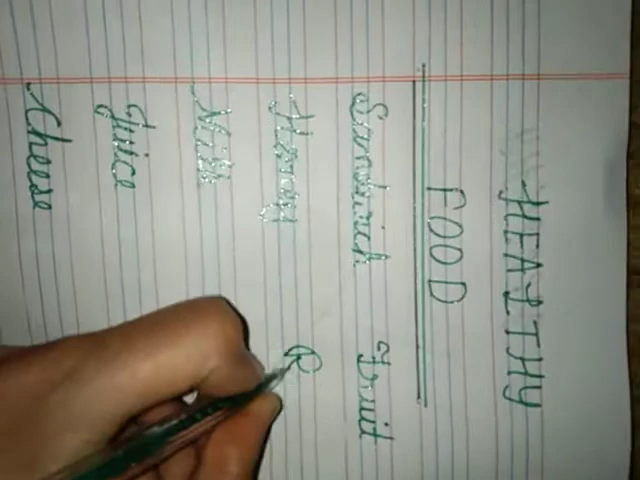 HEALTHY
FOOD
Sandwich Fruit
Honey R
Milk
Juice
Cheese